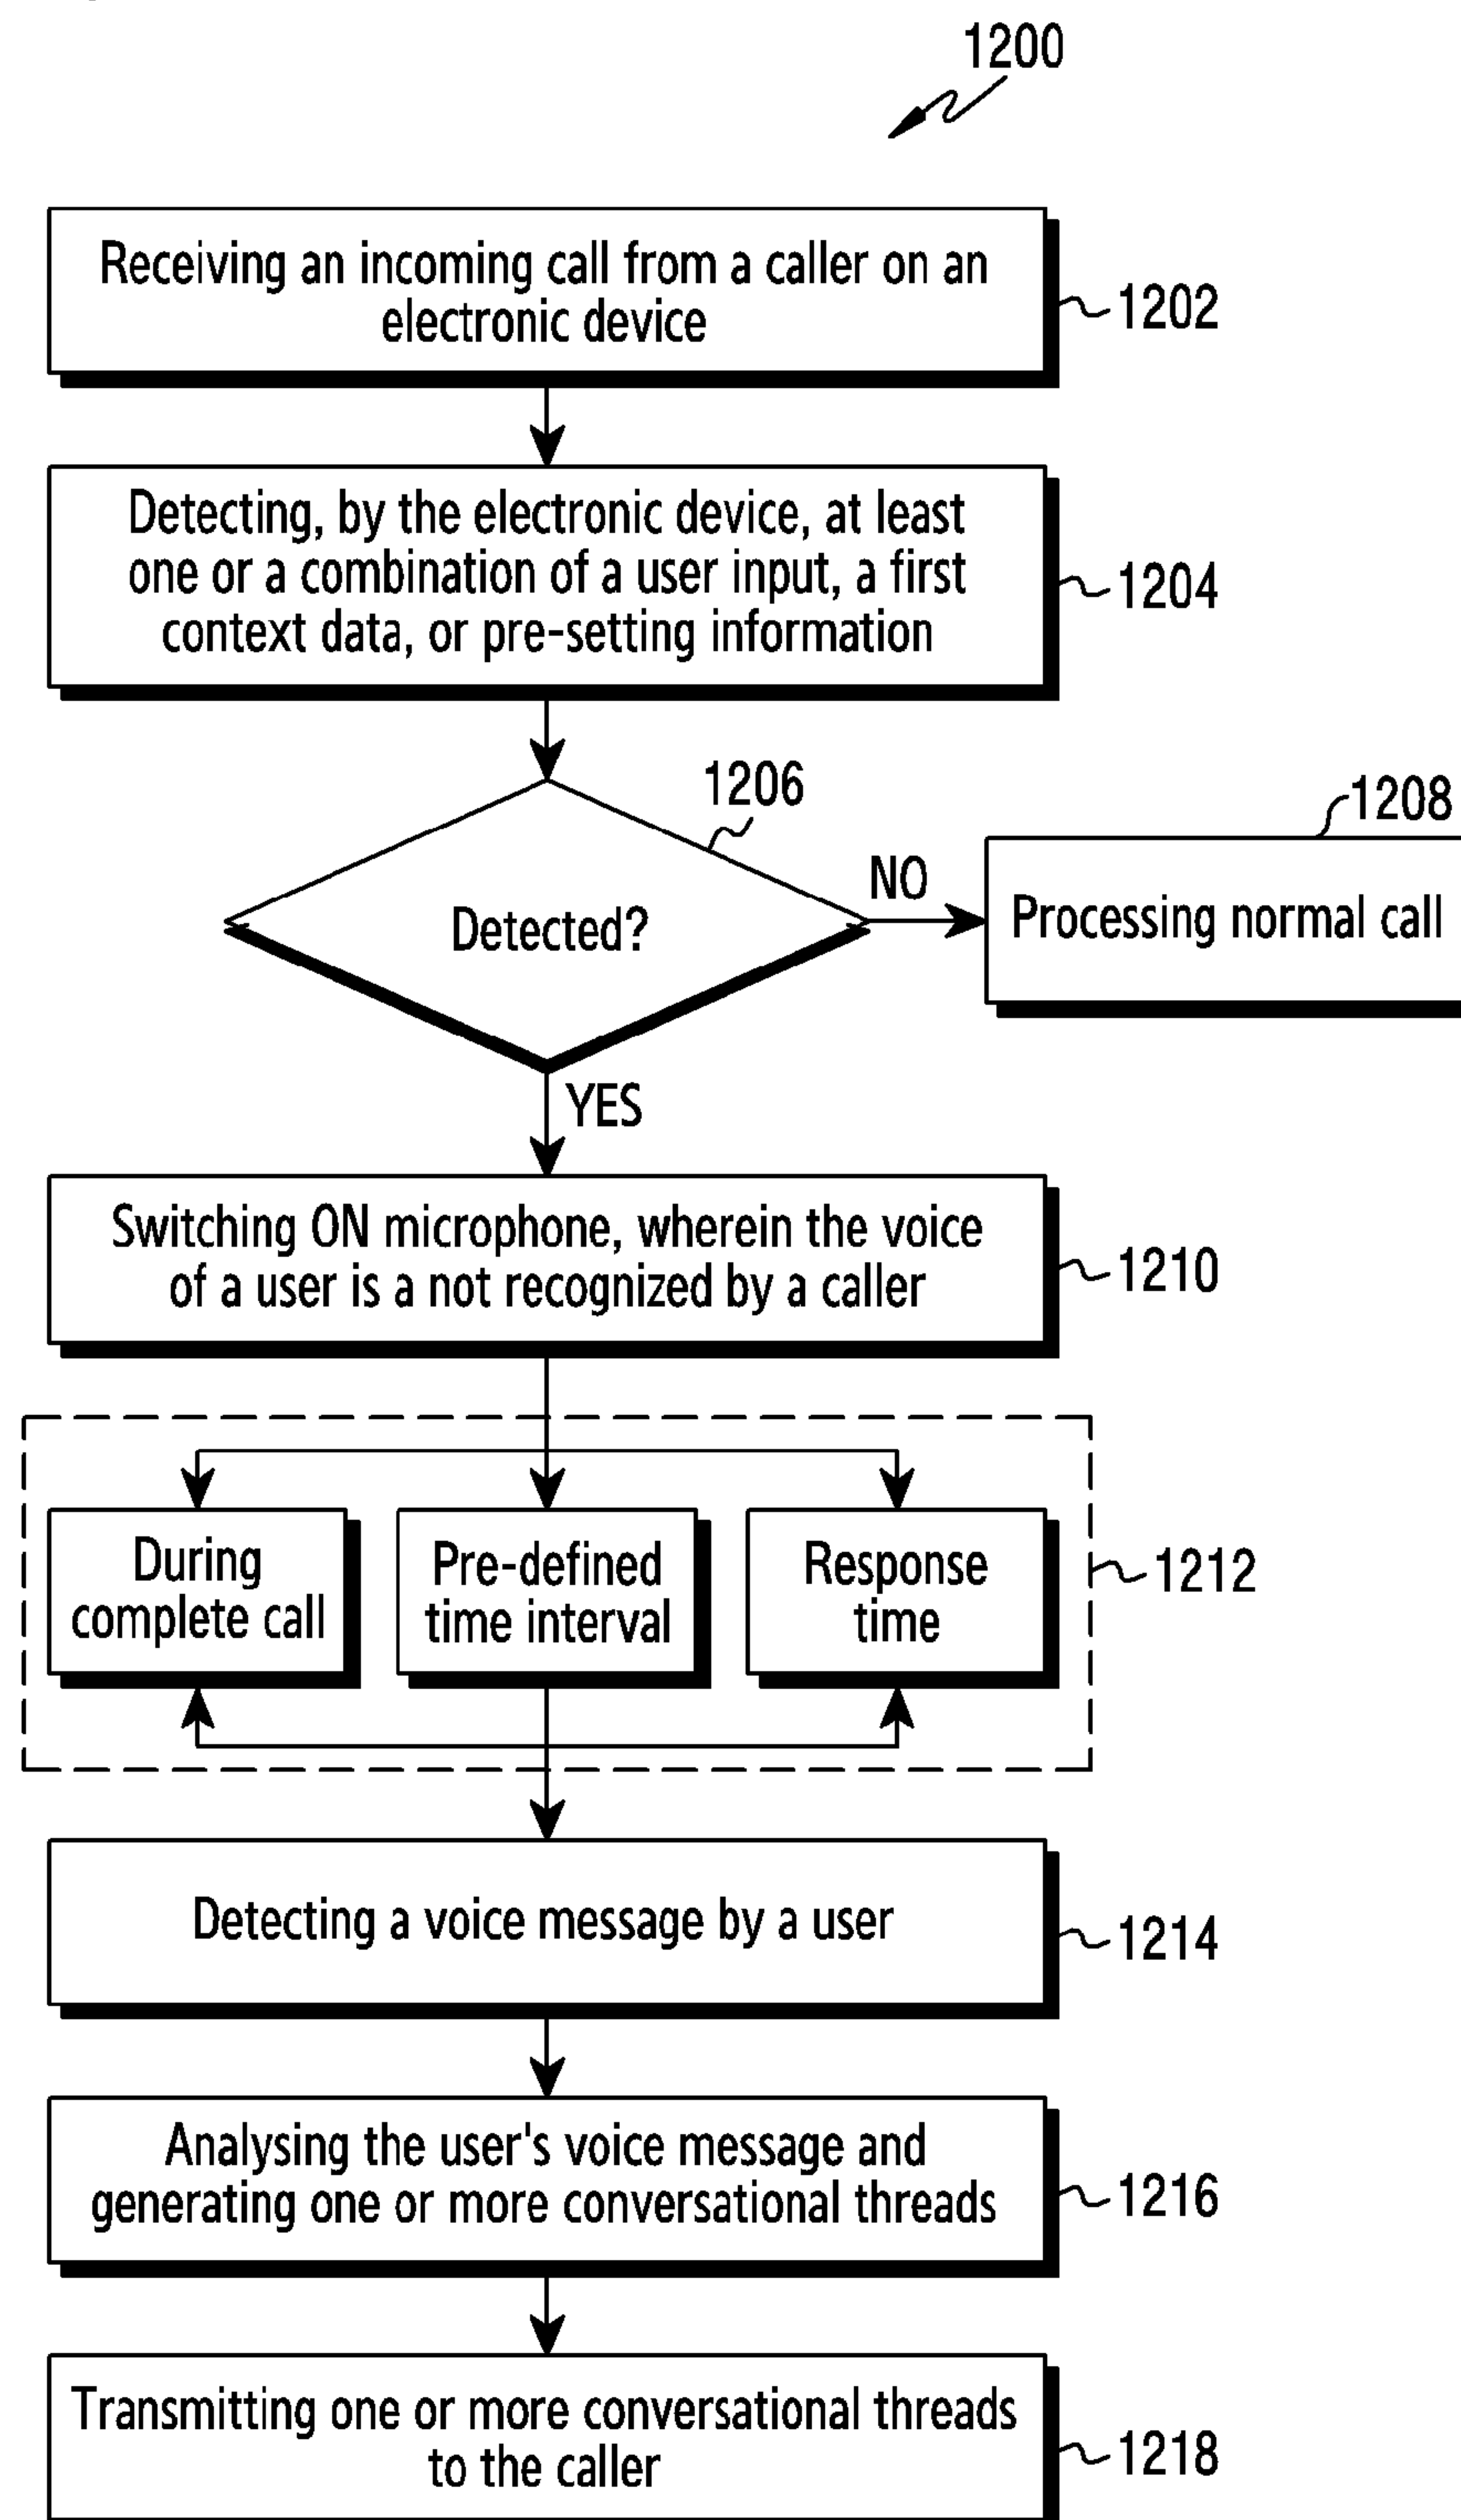 1200
Receiving an incoming call from a caller on an
electronic device
1202
Detecting, by the electronic device, at least
one or a combination of a user input, a first
context data, or pre-setting information
1204
1206
Detected?
NO
1208
Processing normal call
YES
Switching ON microphone, wherein the voice
of a user is a not recognized by a caller
1210
During
complete call
Pre-defined
time interval
Response
time
1212
Detecting a voice message by a user
1214
Analysing the user's voice message and
generating one or more conversational threads
1216
Transmitting one or more conversational threads
to the caller
1218